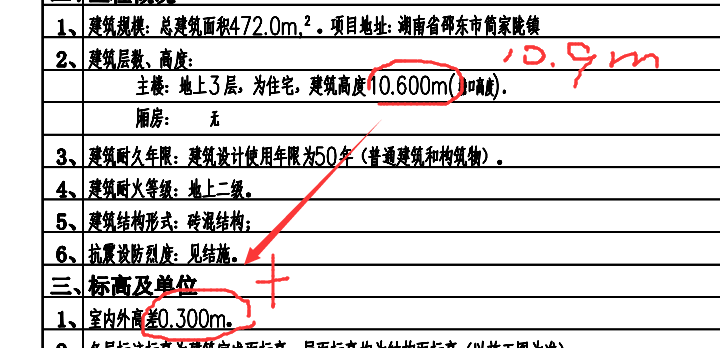 1、建筑规模：总建筑面积472.0m,²。项目地址：湖南省邵东市简家陇镇
10.9m
2、建筑层数、高度：
主楼：地上3层，为住宅，建筑高度10.600m(檐口高度)．
厢房：  无
3、建筑耐久年限：建筑设计使用年限为50年（普通建筑和构筑物）．
4、建筑耐火等级：地上二级。
5、建筑结构形式：砖混结构；
6、抗震设防烈度：见结施。
+
三、标高及单位
1、室内外高差0.300m。